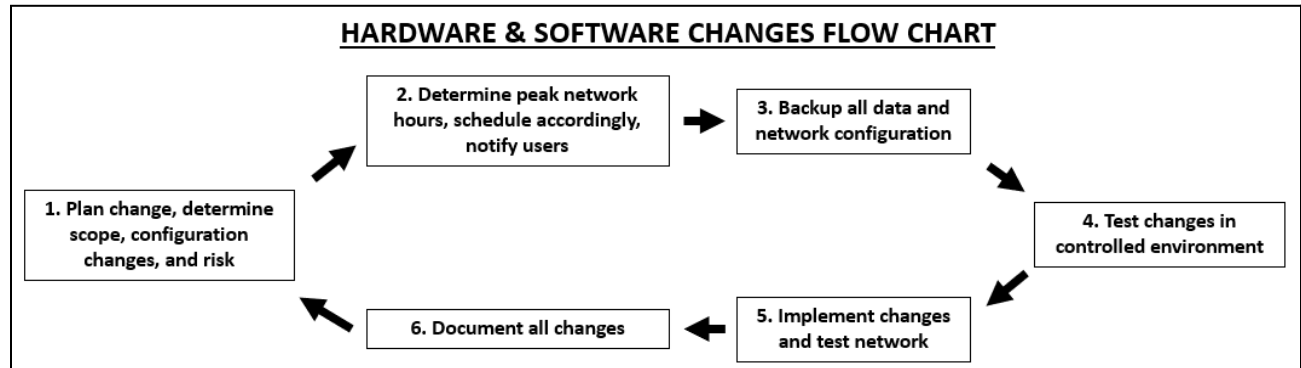 HARDWARE & SOFTWARE CHANGES FLOW CHART
1. Plan change, determine
scope, configuration
changes, and risk
2. Determine peak network
hours, schedule accordingly,
notify users
3. Backup all data and
network configuration
4. Test changes in
controlled environment
5. Implement changes
and test network
6. Document all changes